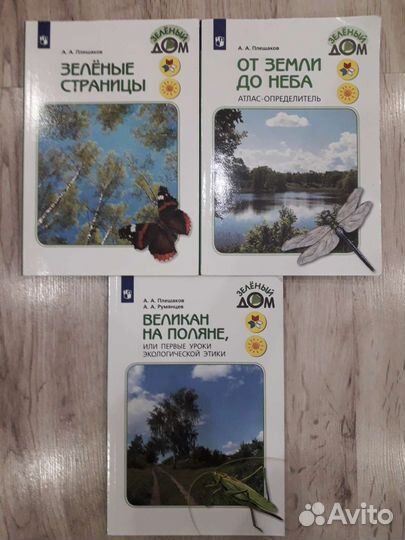 А. А. Плешаков
ЗЕЛЁНЫЕ
СТРАНИЦЫ
ЗЕЛЁНЫЙ
ДОМ
А. А. Плешаков
ОТ ЗЕМЛИ
ДО НЕБА
АТЛАС-ОПРЕДЕЛИТЕЛЬ
ЗЕЛЁНЫЙ
ДОМ
А. А. Плешаков
А. А. Румянцев
ВЕЛИКАН
НА ПОЛЯНЕ,
ИЛИ ПЕРВЫЕ УРОКИ
ЭКОЛОГИЧЕСКОЙ ЭТИКИ
ЗЕЛЁНЫЙ
ДОМ
Avito